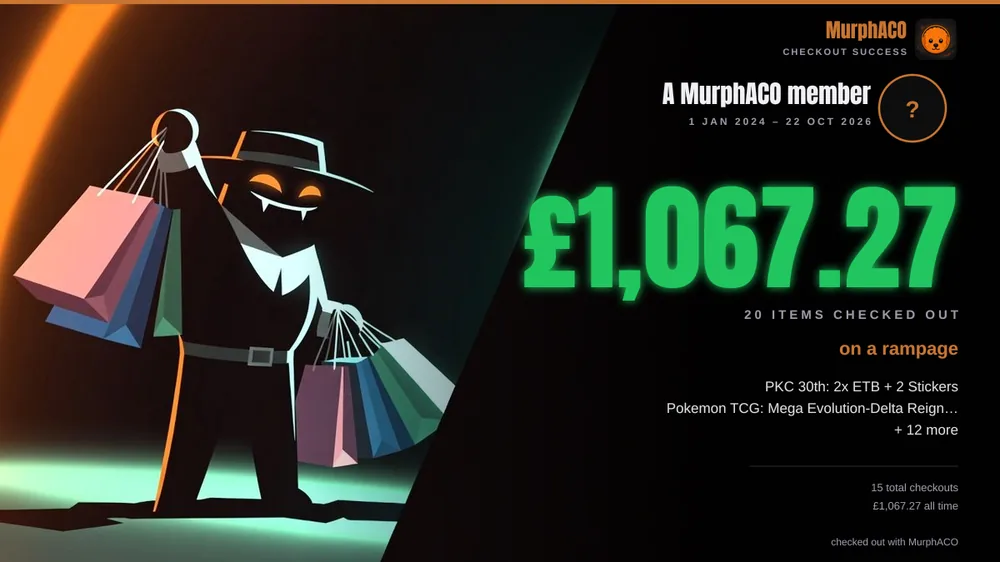 MurphACO
CHECKOUT SUCCESS
A MurphACO member
?
1 JAN 2024 – 22 OCT 2026
£1,067.27
20 ITEMS CHECKED OUT
on a rampage
PKC 30th: 2x ETB + 2 Stickers
Pokemon TCG: Mega Evolution-Delta Reign…
+ 12 more
15 total checkouts
£1,067.27 all time
checked out with MurphACO